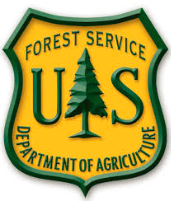 FOREST SERVICE
U S
DEPARTMENT OF AGRICULTURE